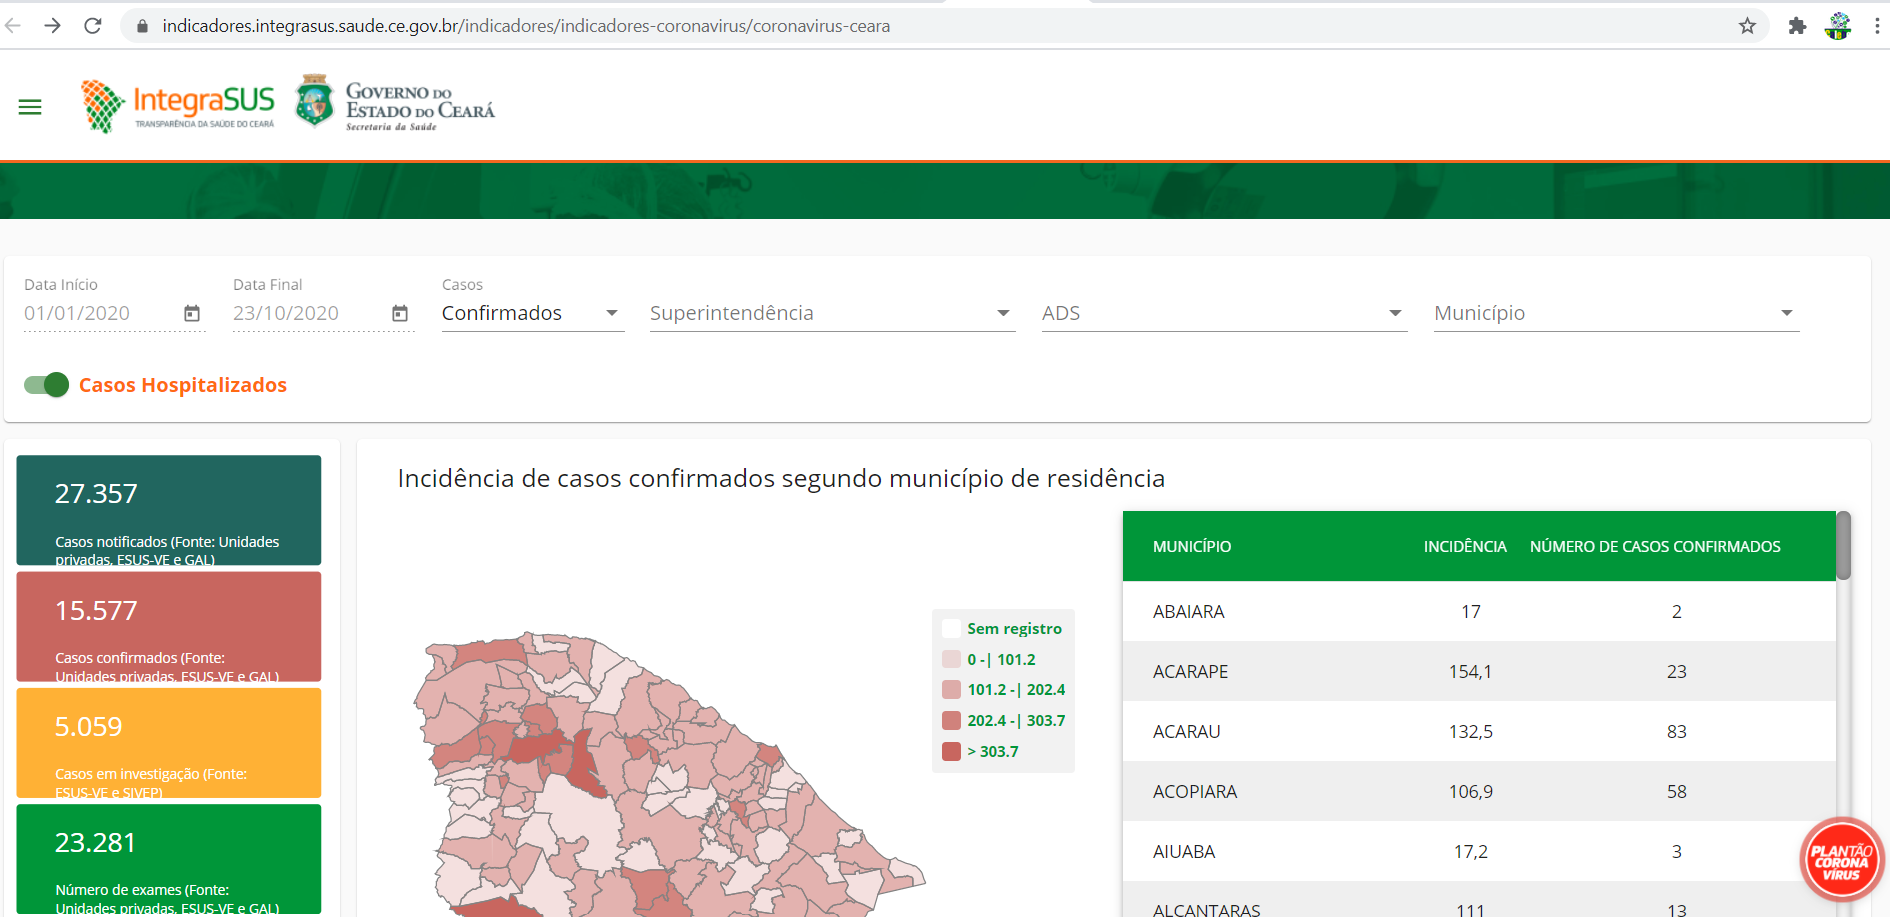 indicadores.integrasus.saude.ce.gov.br/indicadores/indicadores-coronavirus/coronavirus-ceara
IntegraSUS
TRANSPARÊNCIA DA SAÚDE DO CEARÁ
GOVERNO DO
ESTADO DO CEARÁ
Secretaria da Saúde
Data Início
01/01/2020
Data Final
23/10/2020
Casos
Confirmados
Superintendência
ADS
Município
Casos Hospitalizados
27.357
Casos notificados (Fonte: Unidades
privadas, ESUS-VE e GAL)
15.577
Casos confirmados (Fonte:
Unidades privadas, ESUS-VE e GAL)
5.059
Casos em investigação (Fonte:
ESUS-VE e SIVEP)
23.281
Número de exames (Fonte:
Unidades privadas, ESUS-VE e GAL)
Incidência de casos confirmados segundo município de residência
Sem registro
0 -| 101.2
101.2 -| 202.4
202.4 -| 303.7
> 303.7
MUNICÍPIO INCIDÊNCIA NÚMERO DE CASOS CONFIRMADOS
ABAIARA 17 2
ACARAPE 154,1 23
ACARAU 132,5 83
ACOPIARA 106,9 58
AIUABA 17,2 3
ALCANTARAS 111 13
PLANTÃO
CORONA
VÍRUS